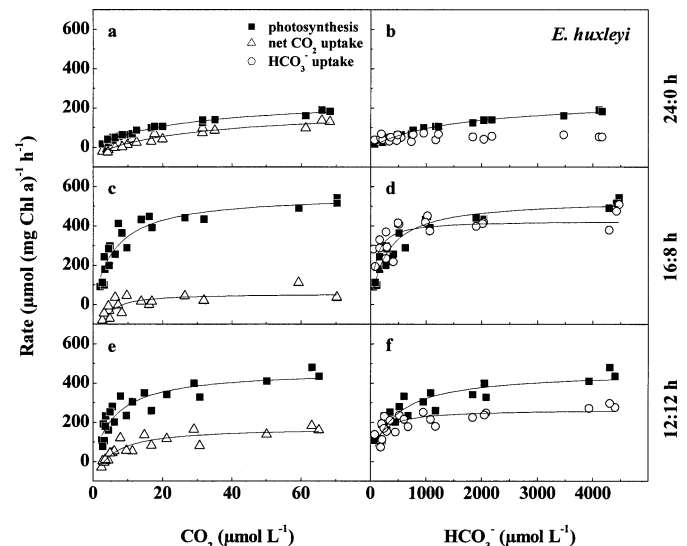 a
600
400
200
0
■ photosynthesis
△ net CO₂ uptake
○ HCO₃⁻ uptake
b
E. huxleyi
24:0 h
c
600
400
200
0
d
16:8 h
e
600
400
200
0
f
12:12 h
Rate (μmol (mg Chl a)⁻¹ h⁻¹)
0 20 40 60
0 1000 2000 3000 4000
CO₂ (μmol L⁻¹)
HCO₃⁻ (μmol L⁻¹)